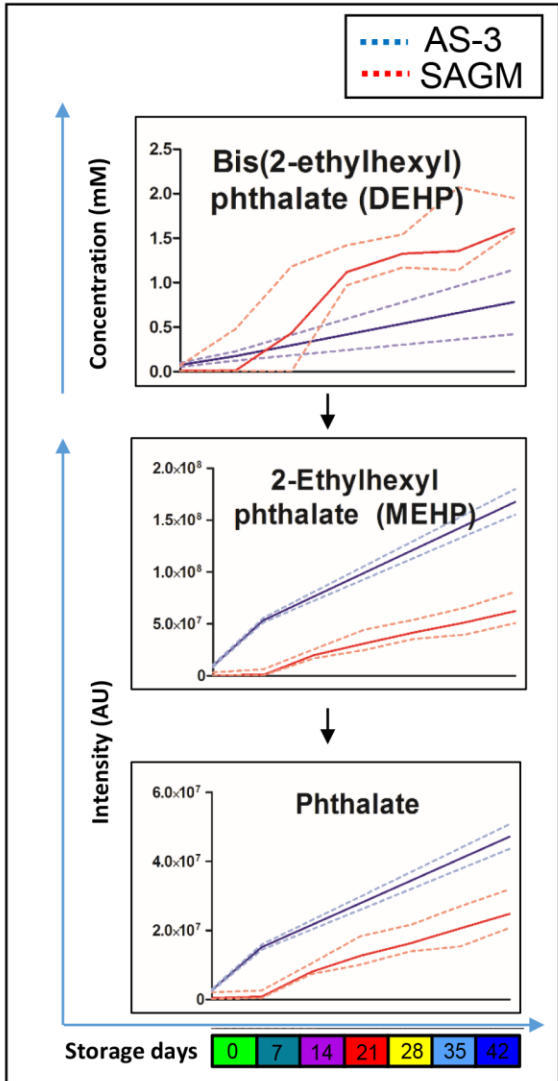 AS-3
SAGM
Concentration (mM)
Bis(2-ethylhexyl)
phthalate (DEHP)
2.5
2.0
1.5
1.0
0.5
0.0
Intensity (AU)
2-Ethylhexyl
phthalate (MEHP)
2.0×10⁸
1.5×10⁸
1.0×10⁸
5.0×10⁷
0
Phthalate
6.0×10⁷
4.0×10⁷
2.0×10⁷
0
Storage days 0 7 14 21 28 35 42